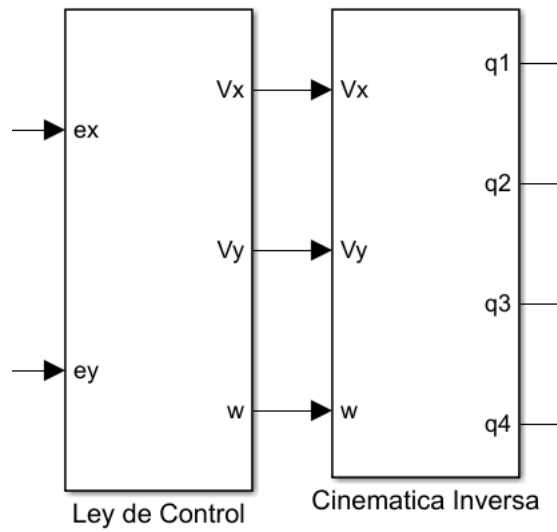 ex
ey
Vx
Vy
w
Ley de Control
Vx
Vy
w
q1
q2
q3
q4
Cinematica Inversa